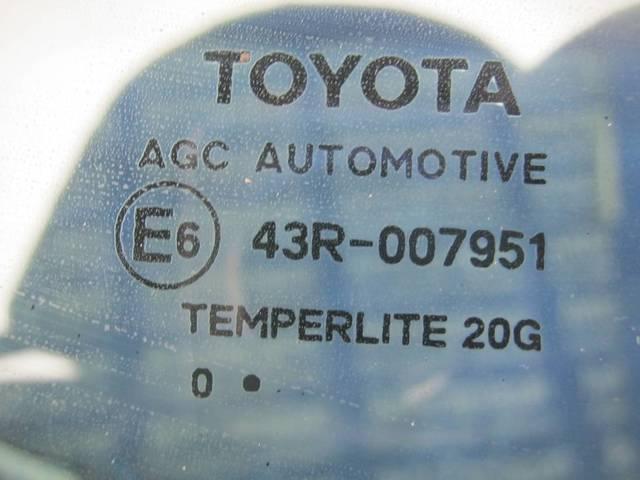 TOYOTA
AGC AUTOMOTIVE
E6 43R-007951
TEMPERLITE 20G
0 •